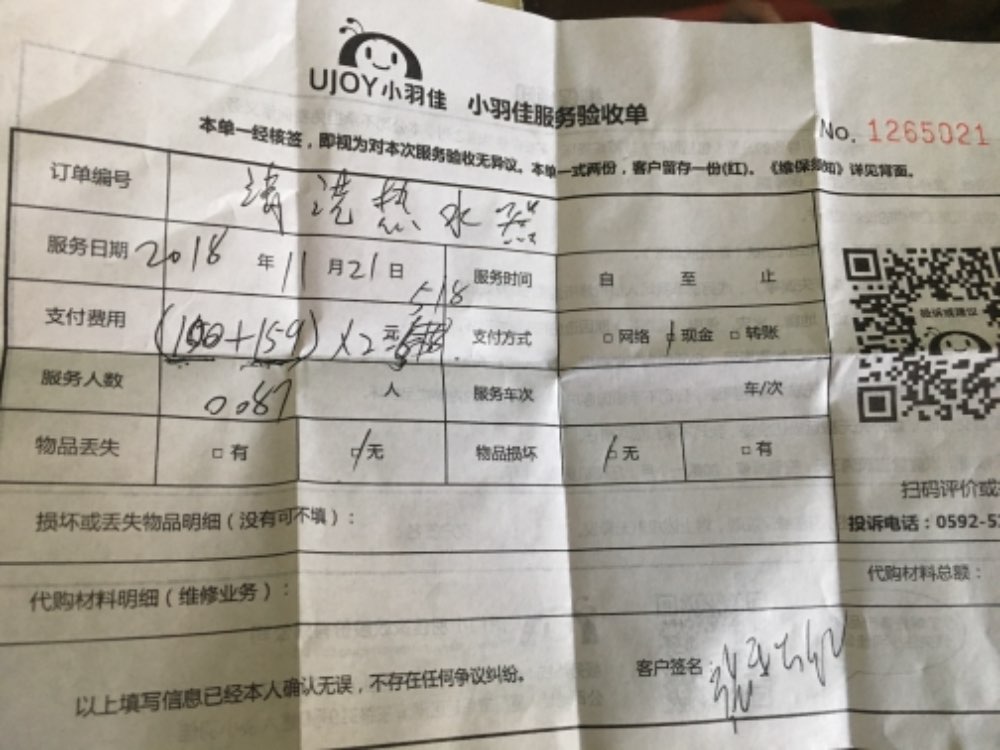 UJOY小羽佳 小羽佳服务验收单
No. 1265021
本单一经核签，即视为对本次服务验收无异议。本单一式两份，客户留存一份(红)。《维保须知》详见背面。
订单编号 清洗热水器
服务日期 2018 年 11 月 21 日 服务时间 自 至 止
518
支付费用 (100+159)×2元 支付方式 □ 网络 □ 现金 □ 转账
投诉或建议
服务人数 0087 人 服务车次 车/次
物品丢失 □ 有 □ 无 物品损坏 □ 无 □ 有
扫码评价或
损坏或丢失物品明细（没有可不填）：
投诉电话：0592-5
代购材料明细（维修业务）： 代购材料总额：
以上填写信息已经本人确认无误，不存在任何争议纠纷。 客户签名